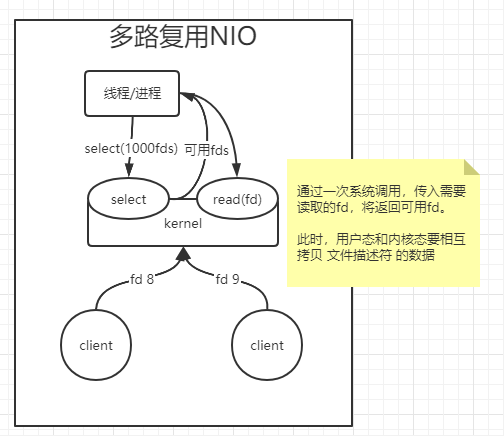 多路复用NIO
线程/进程
select(1000fds)
可用fds
select
read(fd)
kernel
通过一次系统调用，传入需要
读取的fd，将返回可用fd。
此时，用户态和内核态要相互
拷贝 文件描述符 的数据
fd 8
fd 9
client
client